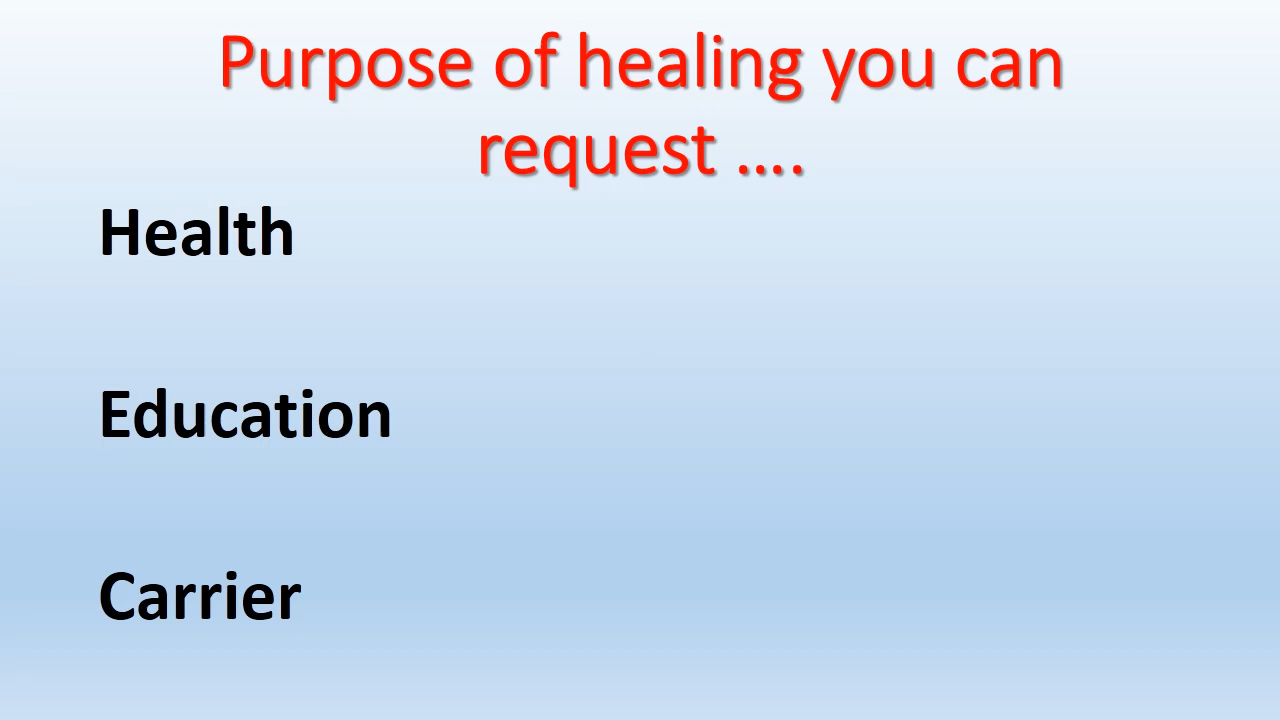 Purpose of healing you can
request ....
Health
Education
Carrier